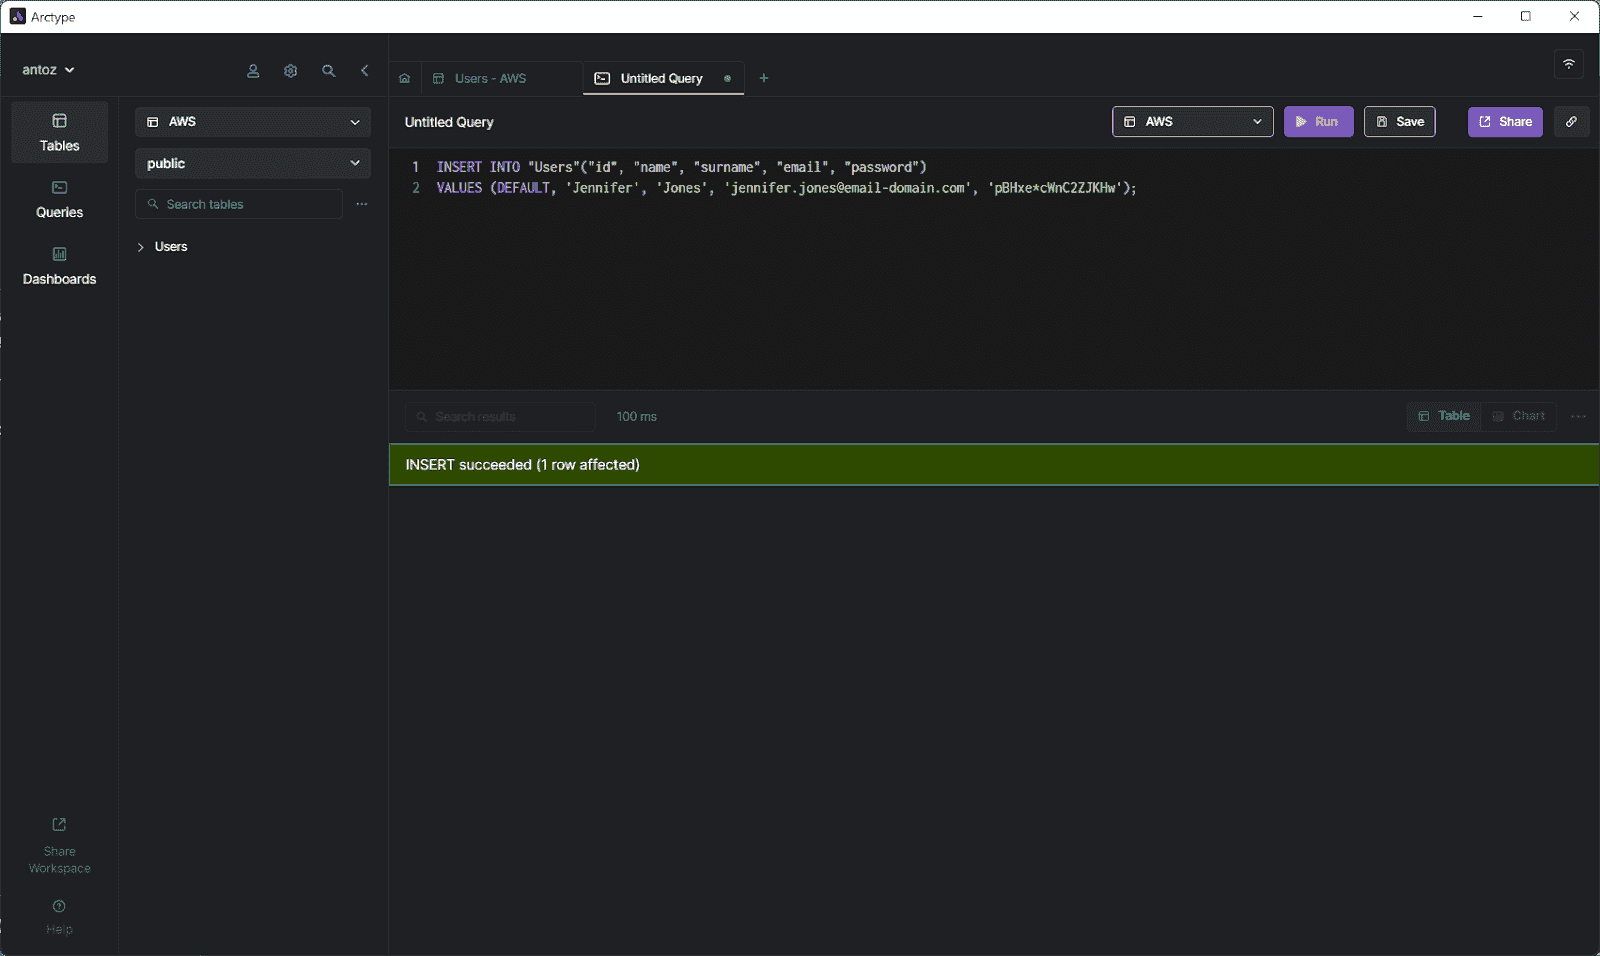 Arctype
antoz
Users - AWS
Untitled Query
Tables
Queries
Dashboards
AWS
public
Search tables
Users
Untitled Query
AWS
Run
Save
Share
1 INSERT INTO "Users"("id", "name", "surname", "email", "password")
2 VALUES (DEFAULT, 'Jennifer', 'Jones', 'jennifer.jones@email-domain.com', 'pBHxe*cWnC2ZJKHw');
Search results
100 ms
Table
Chart
INSERT succeeded (1 row affected)
Share
Workspace
Help